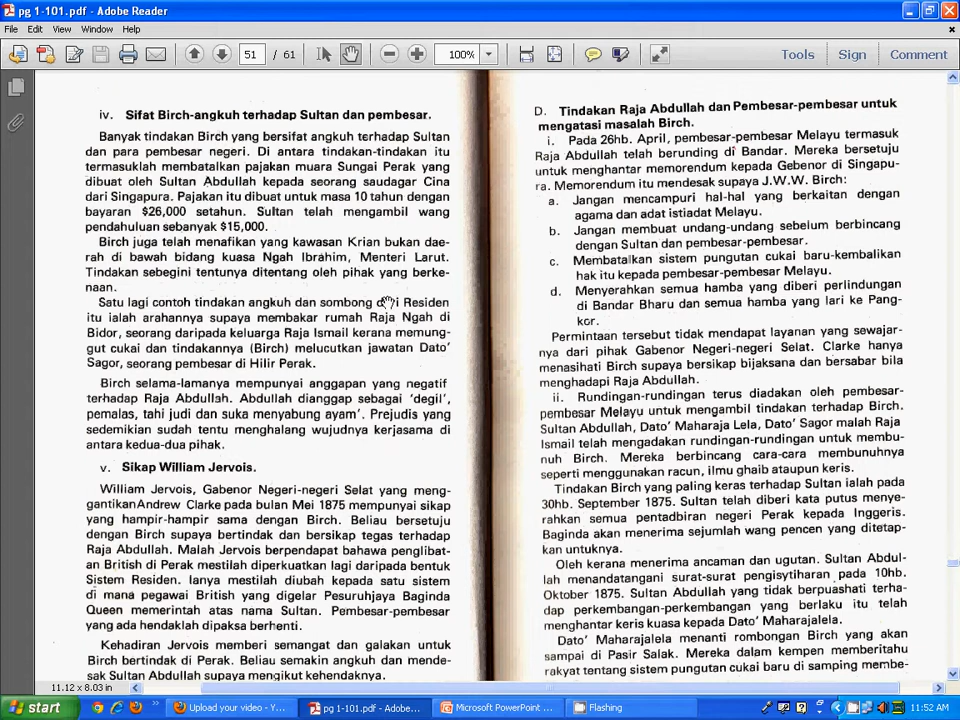 pg 1-101.pdf - Adobe Reader
File Edit View Window Help
51 / 61 100% Tools Sign Comment
iv. Sifat Birch-angkuh terhadap Sultan dan pembesar.
Banyak tindakan Birch yang bersifat angkuh terhadap Sultan
dan para pembesar negeri. Di antara tindakan-tindakan itu
termasuklah membatalkan pajakan muara Sungai Perak yang
dibuat oleh Sultan Abdullah kepada seorang saudagar Cina
dari Singapura. Pajakan itu dibuat untuk masa 10 tahun dengan
bayaran $26,000 setahun. Sultan telah mengambil wang
pendahuluan sebanyak $15,000.
Birch juga telah menafikan yang kawasan Krian bukan dae-
rah di bawah bidang kuasa Ngah Ibrahim, Menteri Larut.
Tindakan sebegini tentunya ditentang oleh pihak yang berke-
naan.
Satu lagi contoh tindakan angkuh dan sombong dari Residen
itu ialah arahannya supaya membakar rumah Raja Ngah di
Bidor, seorang daripada keluarga Raja Ismail kerana memung-
gut cukai dan tindakannya (Birch) melucutkan jawatan Dato'
Sagor, seorang pembesar di Hilir Perak.
Birch selama-lamanya mempunyai anggapan yang negatif
terhadap Raja Abdullah. Abdullah dianggap sebagai 'degil',
pemalas, tahi judi dan suka menyabung ayam'. Prejudis yang
sedemikian sudah tentu menghalang wujudnya kerjasama di
antara kedua-dua pihak.
v. Sikap William Jervois.
William Jervois, Gabenor Negeri-negeri Selat yang meng-
gantikanAndrew Clarke pada bulan Mei 1875 mempunyai sikap
yang hampir-hampir sama dengan Birch. Beliau bersetuju
dengan Birch supaya bertindak dan bersikap tegas terhadap
Raja Abdullah. Malah Jervois berpendapat bahawa penglibat-
an British di Perak mestilah diperkuatkan lagi daripada bentuk
Sistem Residen. Ianya mestilah diubah kepada satu sistem
di mana pegawai British yang digelar Pesuruhjaya Baginda
Queen memerintah atas nama Sultan. Pembesar-pembesar
yang ada hendaklah dipaksa berhenti.
Kehadiran Jervois memberi semangat dan galakan untuk
Birch bertindak di Perak. Beliau semakin angkuh dan mende-
sak Sultan Abdullah supaya mengikut kehendaknya.
D. Tindakan Raja Abdullah dan Pembesar-pembesar untuk
mengatasi masalah Birch.
i. Pada 26hb. April, pembesar-pembesar Melayu termasuk
Raja Abdullah telah berunding di Bandar. Mereka bersetuju
untuk menghantar memorendum kepada Gebenor di Singapu-
ra. Memorendum itu mendesak supaya J.W.W. Birch:
a. Jangan mencampuri hal-hal yang berkaitan dengan
agama dan adat istiadat Melayu.
b. Jangan membuat undang-undang sebelum berbincang
dengan Sultan dan pembesar-pembesar.
c. Membatalkan sistem pungutan cukai baru-kembalikan
hak itu kepada pembesar-pembesar Melayu.
d. Menyerahkan semua hamba yang diberi perlindungan
di Bandar Bharu dan semua hamba yang lari ke Pang-
kor.
Permintaan tersebut tidak mendapat layanan yang sewajar-
nya dari pihak Gabenor Negeri-negeri Selat. Clarke hanya
menasihati Birch supaya bersikap bijaksana dan bersabar bila
menghadapi Raja Abdullah.
ii. Rundingan-rundingan terus diadakan oleh pembesar-
pembesar Melayu untuk mengambil tindakan terhadap Birch.
Sultan Abdullah, Dato' Maharaja Lela, Dato' Sagor malah Raja
Ismail telah mengadakan rundingan-rundingan untuk membu-
nuh Birch. Mereka berbincang cara-cara membunuhnya
seperti menggunakan racun, ilmu ghaib ataupun keris.
Tindakan Birch yang paling keras terhadap Sultan ialah pada
30hb. September 1875. Sultan telah diberi kata putus menye-
rahkan semua pentadbiran negeri Perak kepada Inggeris.
Baginda akan menerima sejumlah wang pencen yang ditetap-
kan untuknya.
Oleh kerana menerima ancaman dan ugutan. Sultan Abdul-
lah menandatangani surat-surat pengisytiharan pada 10hb.
Oktober 1875. Sultan Abdullah yang tidak berpuashati terha-
dap perkembangan-perkembangan yang berlaku itu telah
menghantar keris kuasa kepada Dato' Maharajalela.
Dato' Maharajalela menanti rombongan Birch yang akan
sampai di Pasir Salak. Mereka dalam kempen memberitahu
rakyat tentang sistem pungutan cukai baru di samping membe-
11.12 x 8.03 in
start Upload your video - Y... pg 1-101.pdf - Adobe... Microsoft PowerPoint ... Flashing 11:52 AM